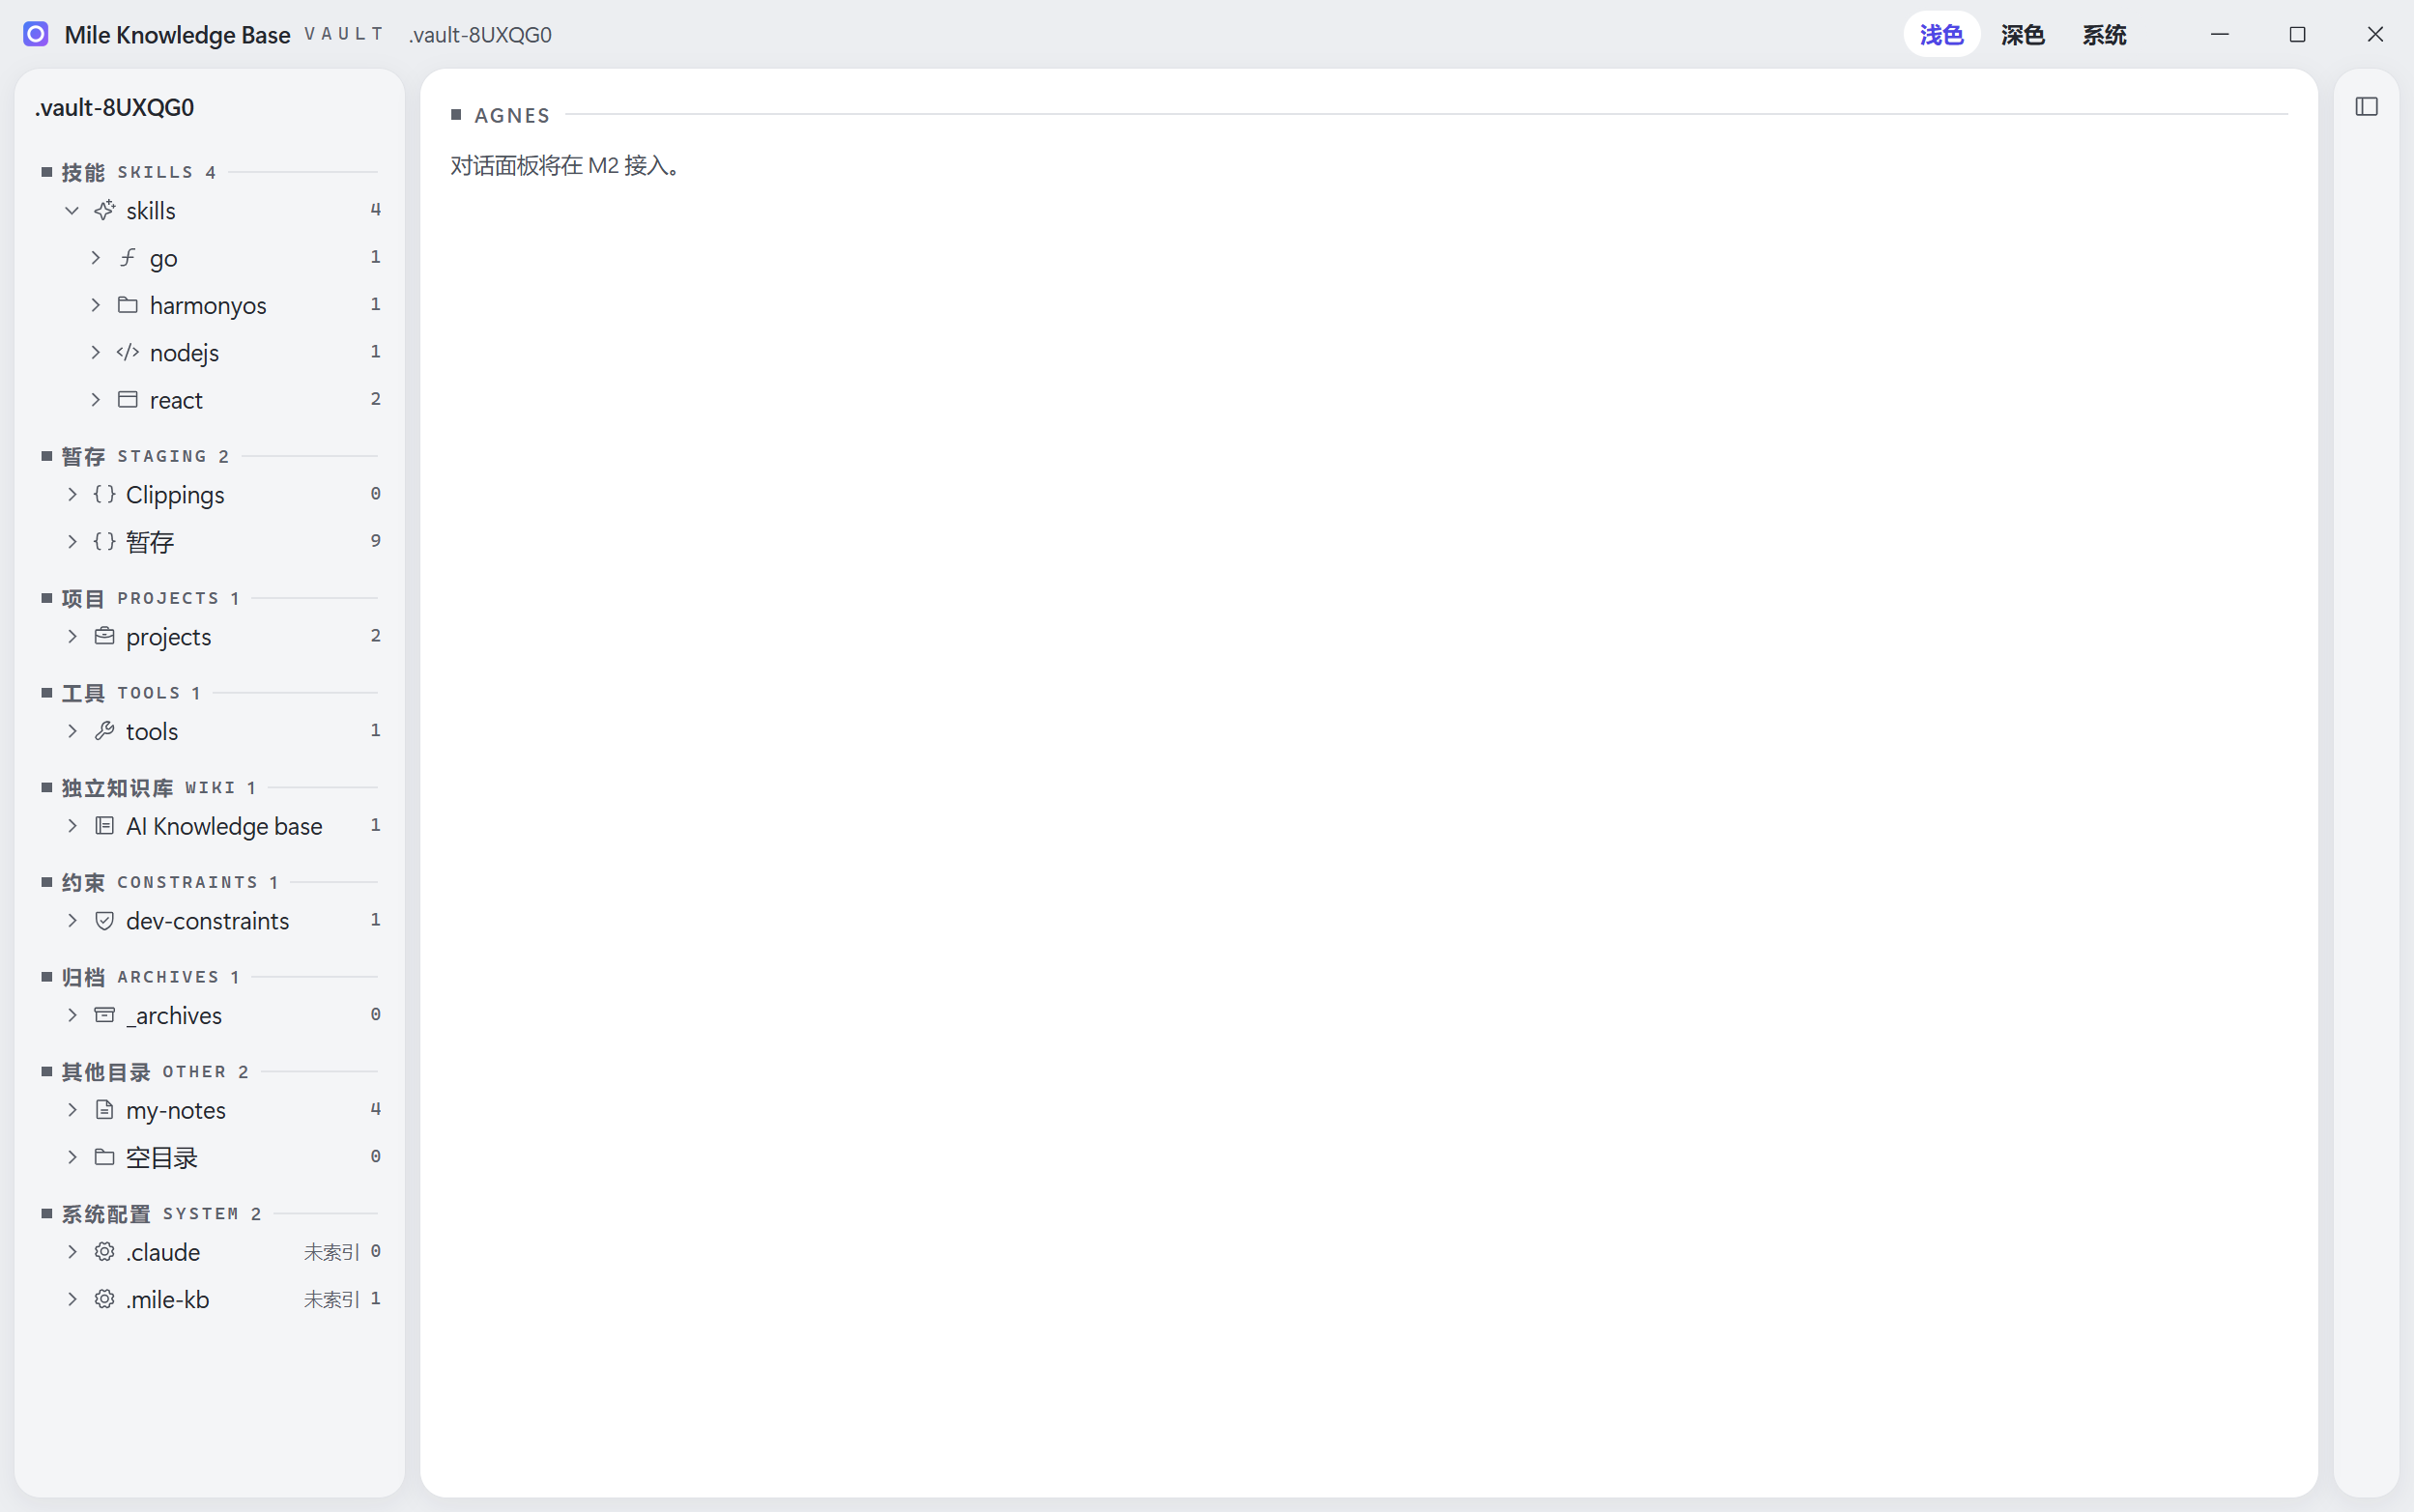 Mile Knowledge Base VAULT .vault-8UXQG0 浅色 深色 系统
.vault-8UXQG0
技能 SKILLS 4
skills 4
go 1
harmonyos 1
nodejs 1
react 2
暂存 STAGING 2
Clippings 0
暂存 9
项目 PROJECTS 1
projects 2
工具 TOOLS 1
tools 1
独立知识库 WIKI 1
AI Knowledge base 1
约束 CONSTRAINTS 1
dev-constraints 1
归档 ARCHIVES 1
_archives 0
其他目录 OTHER 2
my-notes 4
空目录 0
系统配置 SYSTEM 2
.claude 未索引 0
.mile-kb 未索引 1
AGNES
对话面板将在 M2 接入。